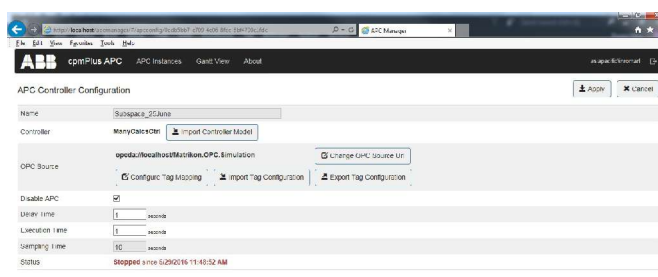 APC Manager
File Edit View Favorites Tools Help
ABB cpmPlus APC APC Instances Gantt View About
APC Controller Configuration Apply Cancel
Name Subspace_25June
Controller ManyCalcsCtrl Import Controller Model
OPC Source opcda://localhost/Matrikon.OPC.Simulation Change OPC Source Url
Configure Tag Mapping Import Tag Configuration Export Tag Configuration
Disable APC
Delay Time 1 seconds
Execution Time 1 seconds
Sampling Time 10 seconds
Status Stopped since 6/29/2016 11:48:52 AM